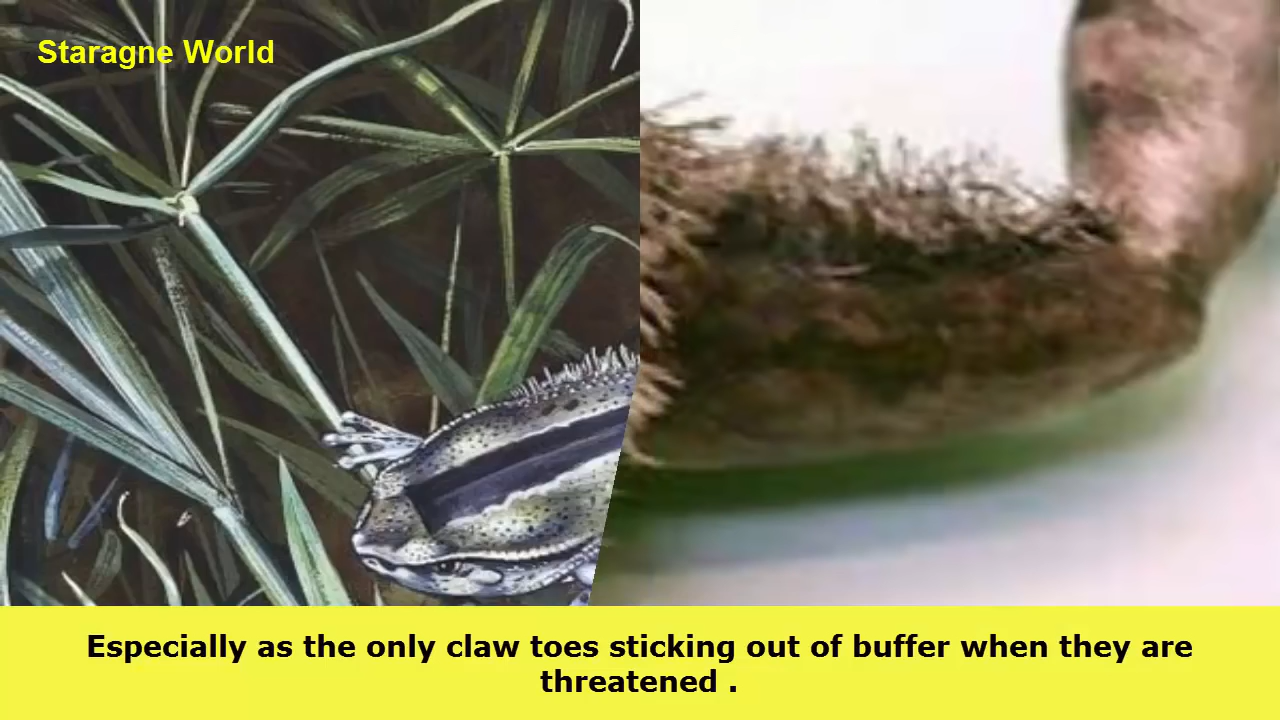 Staragne World
Especially as the only claw toes sticking out of buffer when they are
threatened .